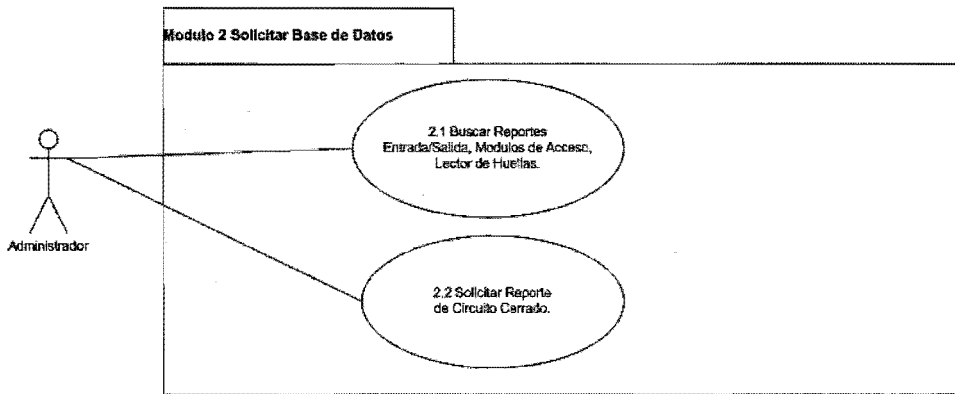 Modulo 2 Solicitar Base de Datos
2.1 Buscar Reportes
Entrada/Salida, Modulos de Acceso,
Lector de Huellas.
Administrador
2.2 Solicitar Reporte
de Circuito Cerrado.